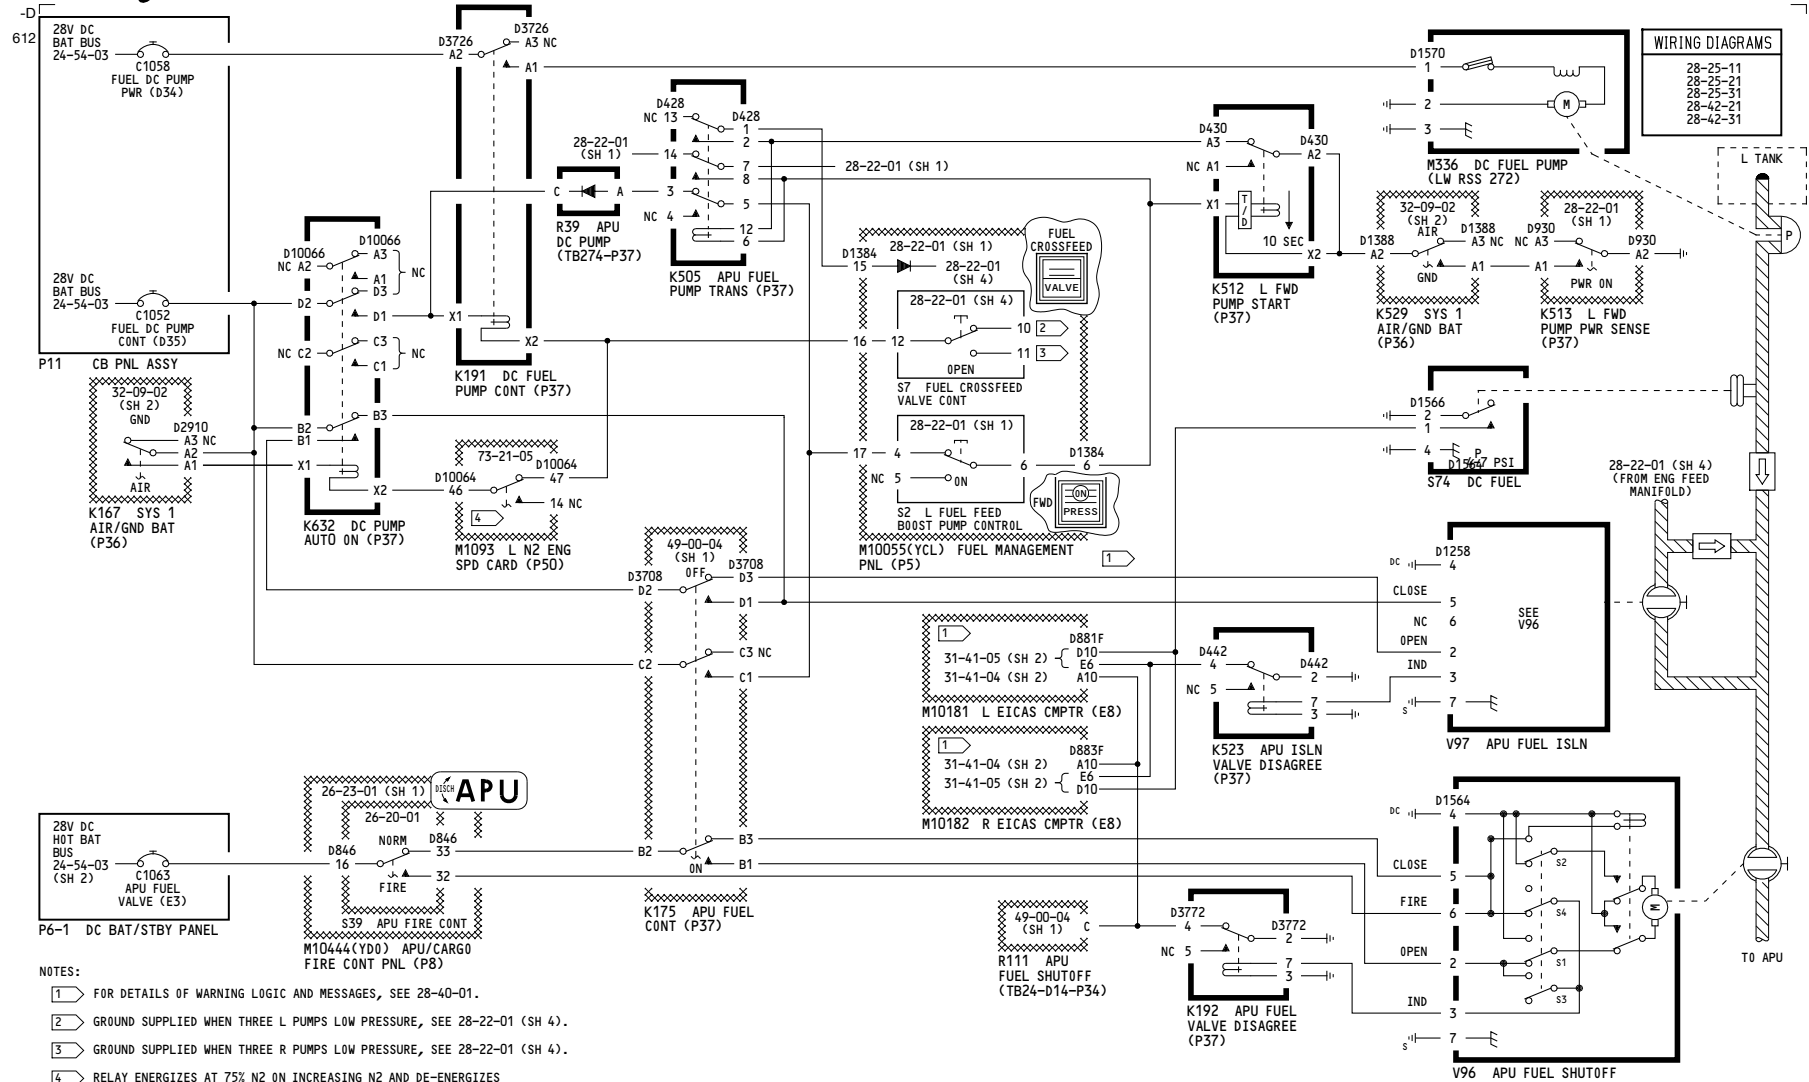 -D
612
28V DC
BAT BUS
24-54-03
C1058
FUEL DC PUMP
PWR (D34)
28V DC
BAT BUS
24-54-03
C1052
FUEL DC PUMP
CONT (D35)
P11 CB PNL ASSY
32-09-02
(SH 2)
GND
D2910
A3 NC
A2
A1
AIR
K167 SYS 1
AIR/GND BAT
(P36)
D10066
NC A2
D2
NC C2
B2
B1
X1
D10066
A3
A1
D3
NC
D1
C3
C1
NC
B3
X2
K632 DC PUMP
AUTO ON (P37)
D3726
A2
D3726
A3 NC
A1
X1
X2
K191 DC FUEL
PUMP CONT (P37)
73-21-05
D10064
46
D10064
47
14 NC
4
M1093 L N2 ENG
SPD CARD (P50)
28-22-01
(SH 1)
C
A
R39 APU
DC PUMP
(TB274-P37)
D428
NC 13
14
3
NC 4
D428
1
2
7
8
5
12
6
28-22-01 (SH 1)
K505 APU FUEL
PUMP TRANS (P37)
D1384
15
28-22-01 (SH 1)
28-22-01
(SH 4)
FUEL
CROSSFEED
VALVE
28-22-01 (SH 4)
16
12
10
2
11
3
OPEN
S7 FUEL CROSSFEED
VALVE CONT
28-22-01 (SH 1)
17
4
6
D1384
6
NC 5
ON
S2 L FUEL FEED
BOOST PUMP CONTROL
FWD
ON
PRESS
M10055(YCL) FUEL MANAGEMENT
PNL (P5)
1
D430
A3
NC A1
X1
D430
A2
T/D
10 SEC
X2
K512 L FWD
PUMP START
(P37)
D1570
1
2
3
M
M336 DC FUEL PUMP
(LW RSS 272)
WIRING DIAGRAMS
28-25-11
28-25-21
28-25-31
28-42-21
28-42-31
L TANK
P
32-09-02
(SH 2)
AIR
D1388
A2
D1388
A3 NC
A1
GND
K529 SYS 1
AIR/GND BAT
(P36)
28-22-01
(SH 1)
D930
NC A3
A1
D930
A2
PWR ON
K513 L FWD
PUMP PWR SENSE
(P37)
D1566
2
1
4
P
S74 DC FUEL
28-22-01 (SH 4)
(FROM ENG FEED
MANIFOLD)
49-00-04
(SH 1)
OFF
D3708
D2
C2
B2
D3708
D3
D1
C3 NC
C1
B3
B1
ON
K175 APU FUEL
CONT (P37)
1
31-41-05 (SH 2)
31-41-04 (SH 2)
D881F
D10
E6
A10
M10181 L EICAS CMPTR (E8)
1
31-41-04 (SH 2)
31-41-05 (SH 2)
D883F
A10
E6
D10
M10182 R EICAS CMPTR (E8)
D442
4
NC 5
D442
2
7
3
K523 APU ISLN
VALVE DISAGREE
(P37)
D1258
DC
4
CLOSE
5
NC
6
OPEN
2
IND
3
S
7
SEE
V96
V97 APU FUEL ISLN
28V DC
HOT BAT
BUS
24-54-03
(SH 2)
C1063
APU FUEL
VALVE (E3)
P6-1 DC BAT/STBY PANEL
26-23-01 (SH 1)
DISCH
APU
26-20-01
NORM
D846
16
D846
33
32
FIRE
S39 APU FIRE CONT
M10444(YD0) APU/CARGO
FIRE CONT PNL (P8)
49-00-04
(SH 1)
C
R111 APU
FUEL SHUTOFF
(TB24-D14-P34)
D3772
4
NC 5
D3772
2
7
3
K192 APU FUEL
VALVE DISAGREE
(P37)
D1564
DC
4
CLOSE
5
FIRE
6
OPEN
2
IND
3
S
7
S2
S4
S1
S3
M
V96 APU FUEL SHUTOFF
TO APU
NOTES:
1 FOR DETAILS OF WARNING LOGIC AND MESSAGES, SEE 28-40-01.
2 GROUND SUPPLIED WHEN THREE L PUMPS LOW PRESSURE, SEE 28-22-01 (SH 4).
3 GROUND SUPPLIED WHEN THREE R PUMPS LOW PRESSURE, SEE 28-22-01 (SH 4).
4 RELAY ENERGIZES AT 75% N2 ON INCREASING N2 AND DE-ENERGIZES